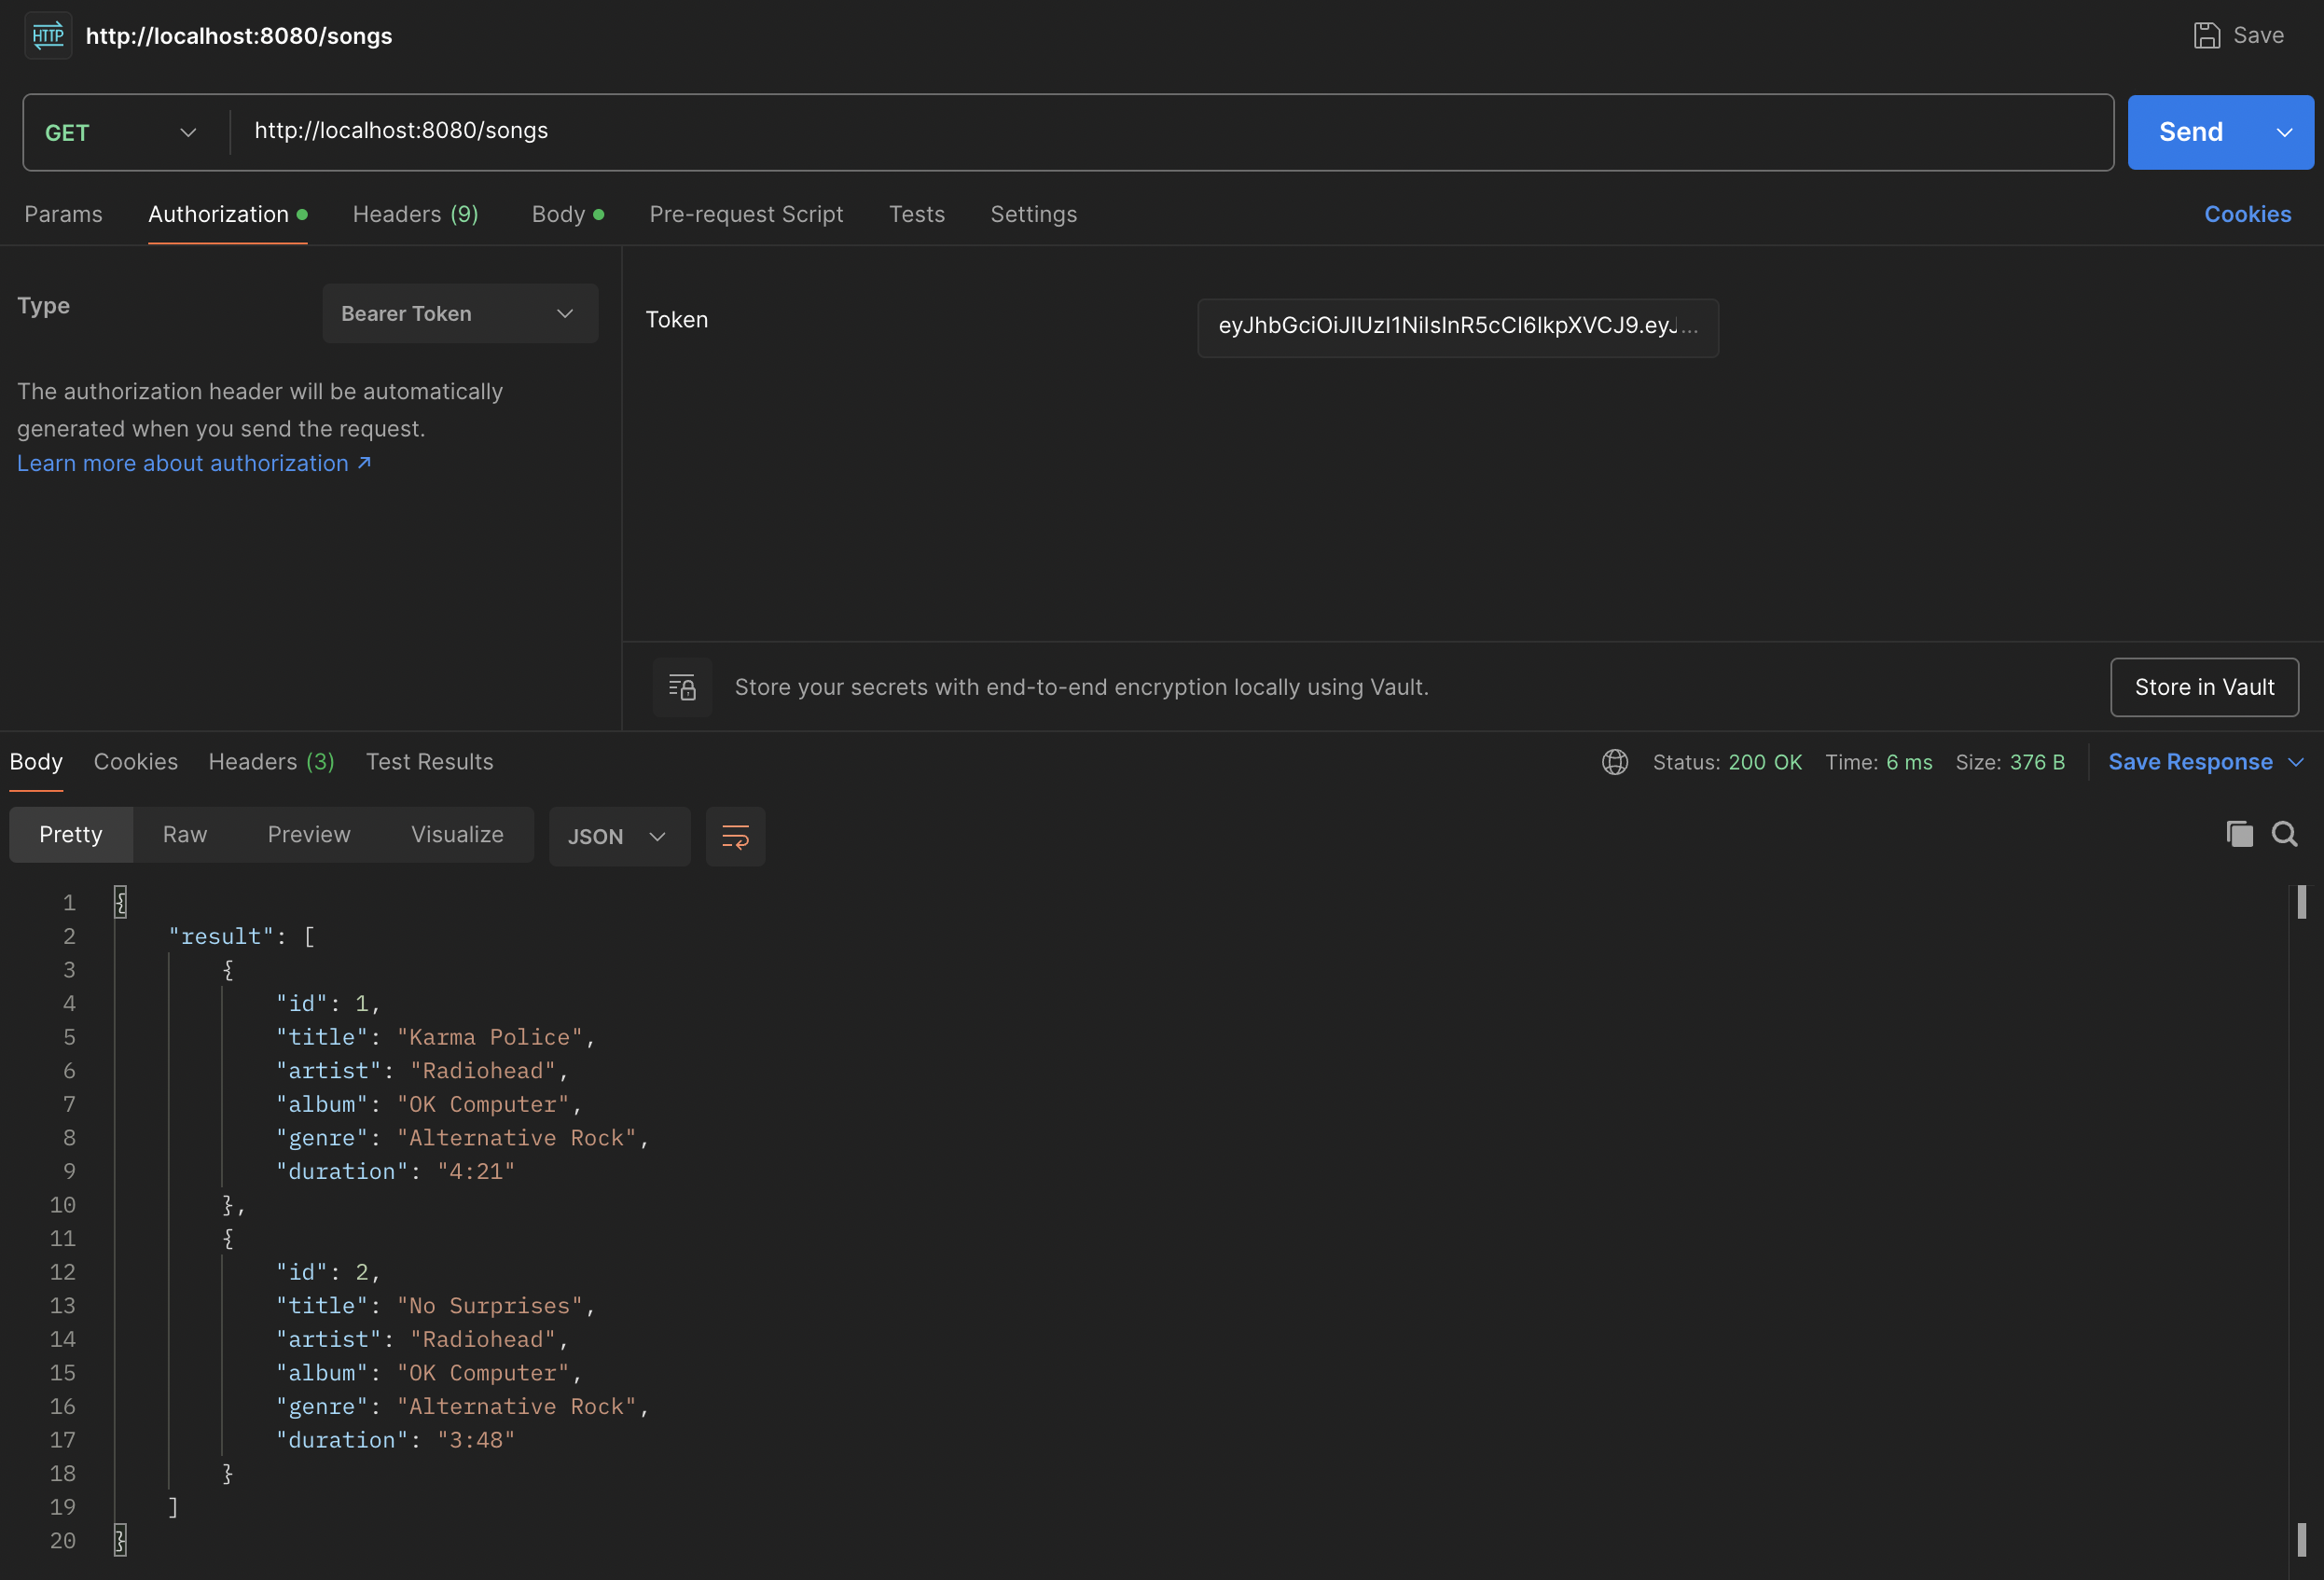 HTTP http://localhost:8080/songs Save
GET http://localhost:8080/songs Send
Params Authorization Headers (9) Body Pre-request Script Tests Settings Cookies
Type Bearer Token
Token eyJhbGciOiJIUzI1NiIsInR5cCI6IkpXVCJ9.eyJ...
The authorization header will be automatically
generated when you send the request.
Learn more about authorization ↗
Store your secrets with end-to-end encryption locally using Vault. Store in Vault
Body Cookies Headers (3) Test Results Status: 200 OK Time: 6 ms Size: 376 B Save Response
Pretty Raw Preview Visualize JSON
1 {
2 "result": [
3 {
4 "id": 1,
5 "title": "Karma Police",
6 "artist": "Radiohead",
7 "album": "OK Computer",
8 "genre": "Alternative Rock",
9 "duration": "4:21"
10 },
11 {
12 "id": 2,
13 "title": "No Surprises",
14 "artist": "Radiohead",
15 "album": "OK Computer",
16 "genre": "Alternative Rock",
17 "duration": "3:48"
18 }
19 ]
20 }